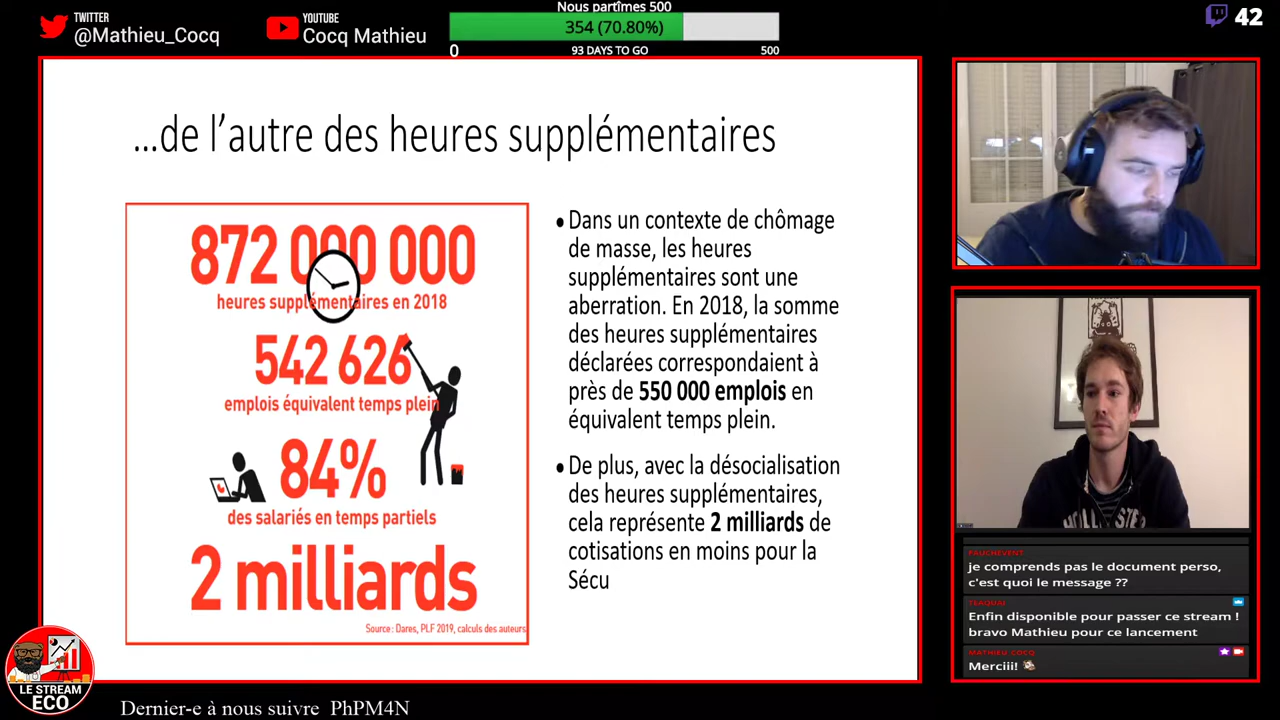 TWITTER
@Mathieu_Cocq
YOUTUBE
Cocq Mathieu
Nous partîmes 500
354 (70.80%)
0
93 DAYS TO GO
500
42
...de l'autre des heures supplémentaires
872 000 000
heures supplémentaires en 2018
542 626
emplois équivalent temps plein
84%
des salariés en temps partiels
2 milliards
Source : Dares, PLF 2019, calculs des auteurs
• Dans un contexte de chômage
de masse, les heures
supplémentaires sont une
aberration. En 2018, la somme
des heures supplémentaires
déclarées correspondaient à
près de 550 000 emplois en
équivalent temps plein.
• De plus, avec la désocialisation
des heures supplémentaires,
cela représente 2 milliards de
cotisations en moins pour la
Sécu
FAUCHEVENT
je comprends pas le document perso,
c'est quoi le message ??
Enfin disponible pour passer ce stream !
bravo Mathieu pour ce lancement
MATHIEU_COCQ
Merciii!
LE STREAM
ECO
Dernier-e à nous suivre PhPM4N